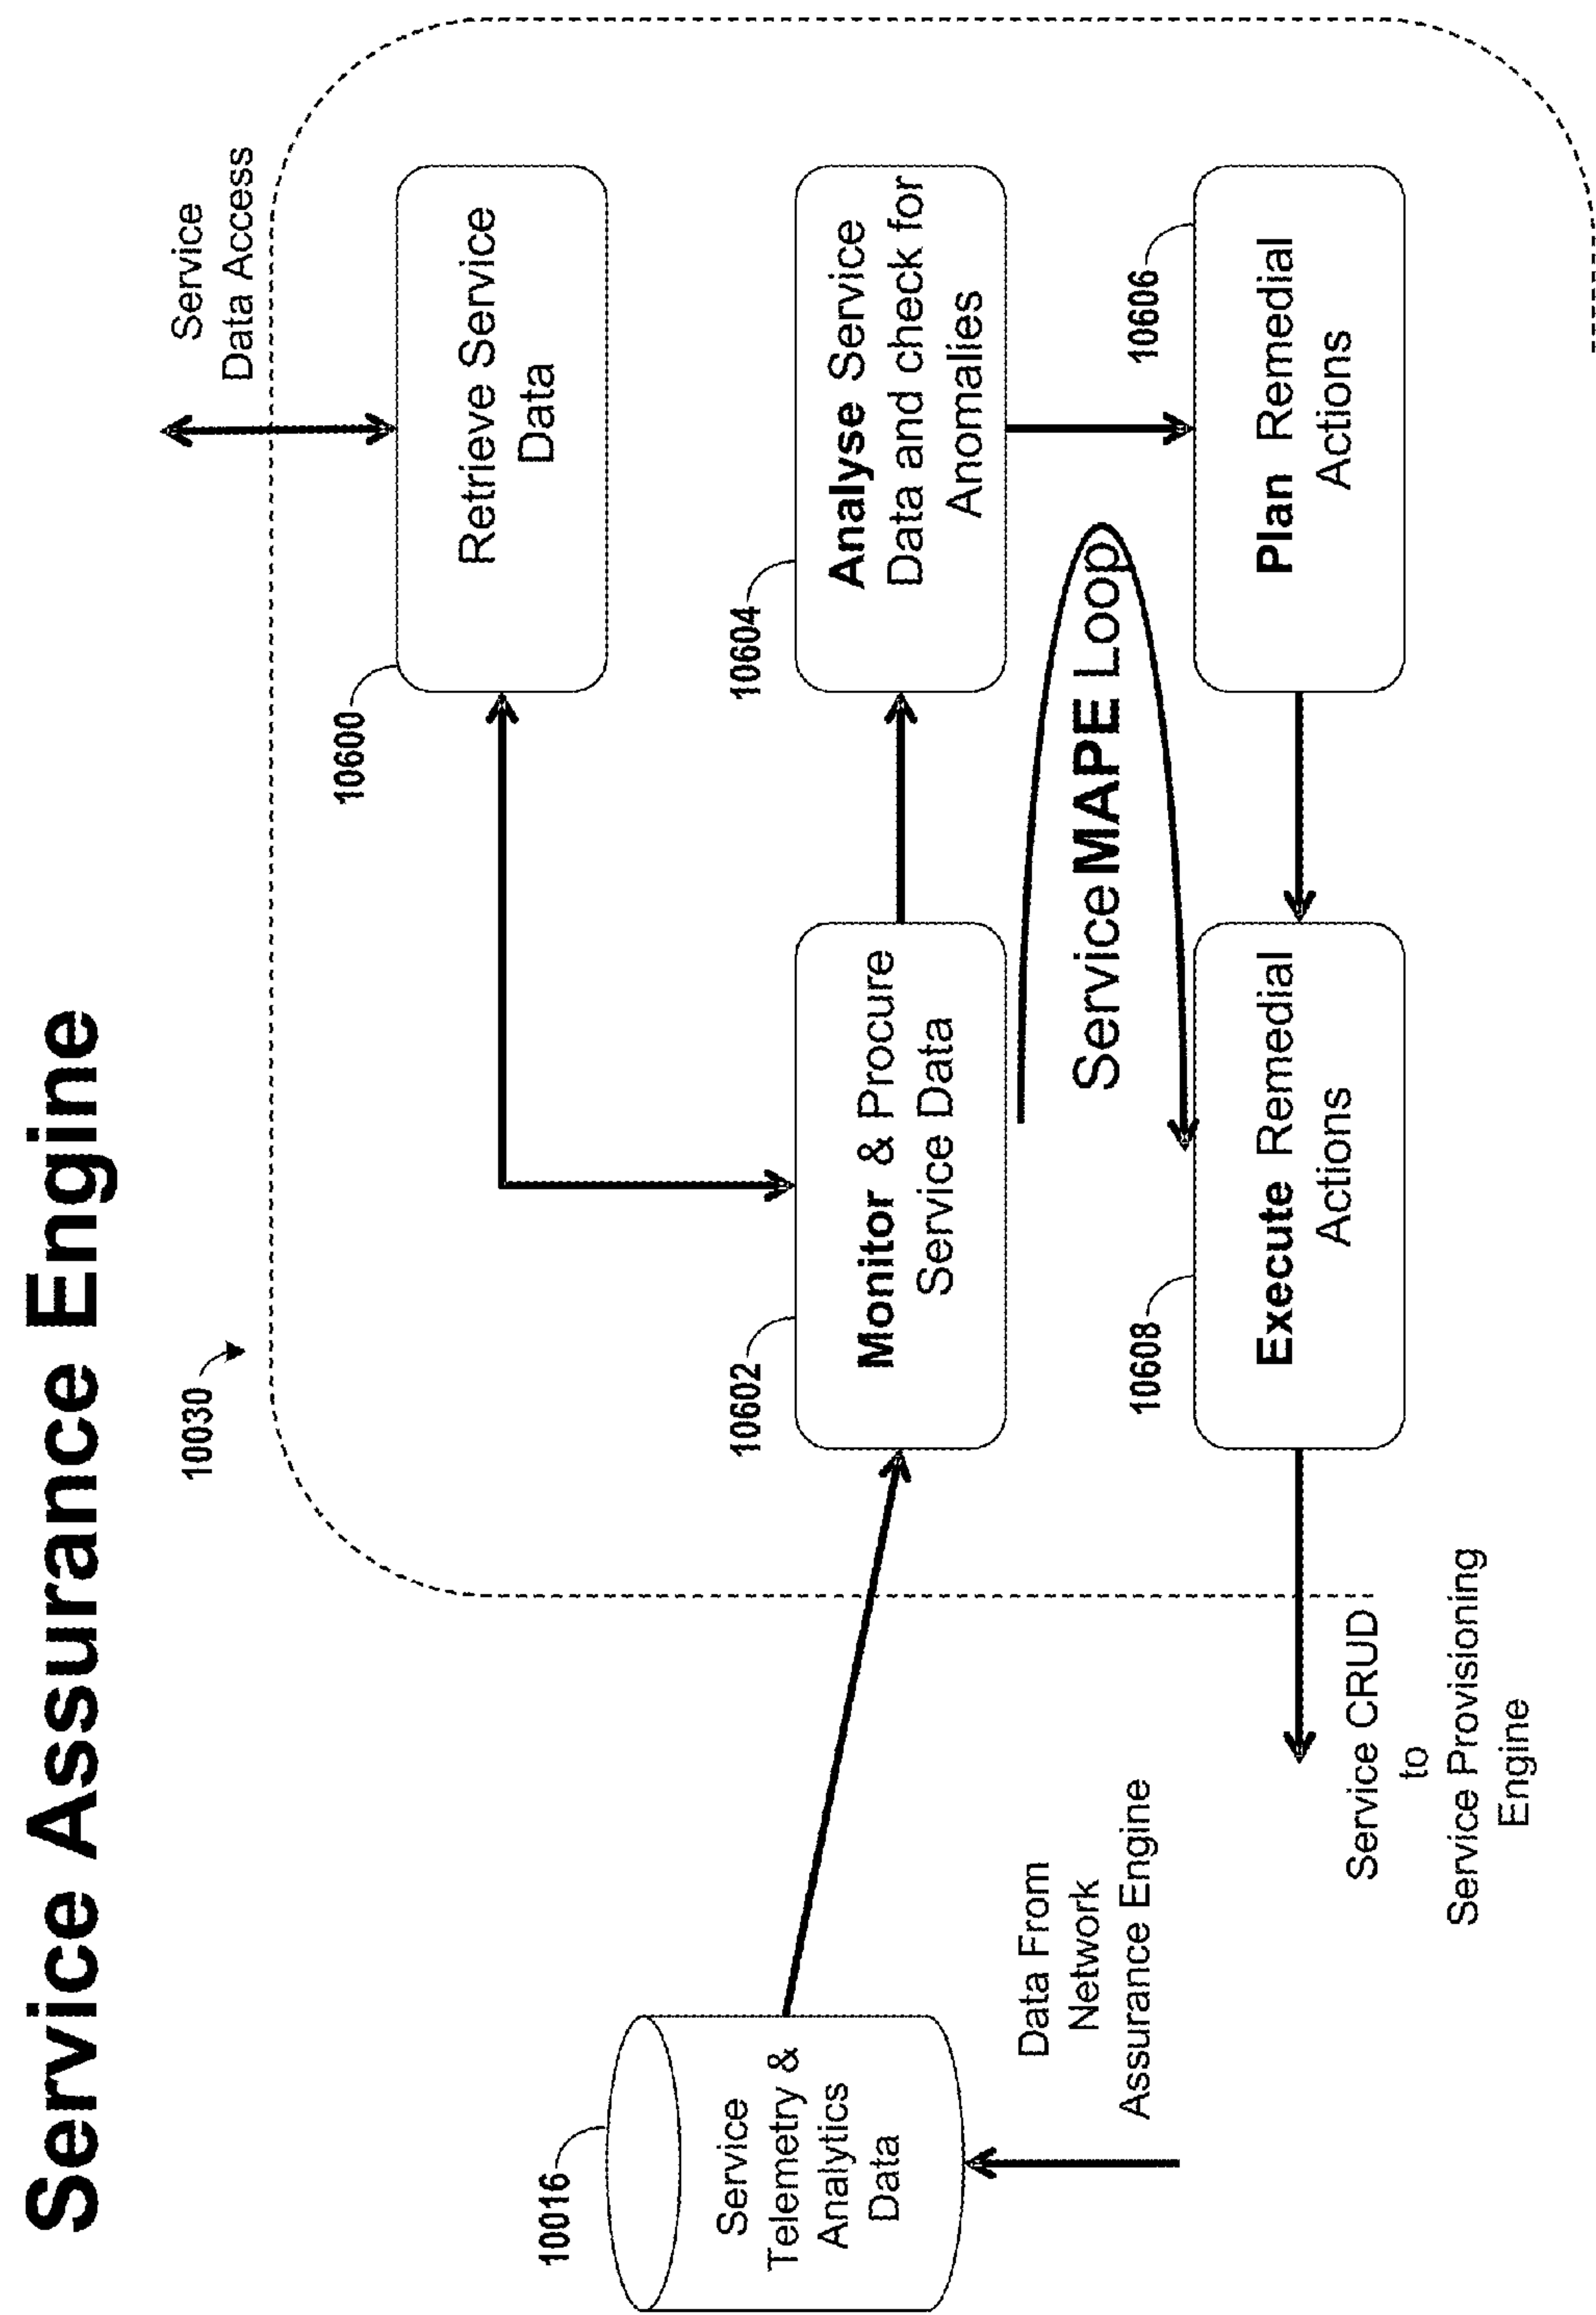 Service Assurance Engine
10030
Service
Data Access
10600
Retrieve Service
Data
10016
Service
Telemetry &
Analytics
Data
10602
Monitor & Procure
Service Data
10604
Analyse Service
Data and check for
Anomalies
Service MAPE Loop
Data From
Network
Assurance Engine
10608
Execute Remedial
Actions
10606
Plan Remedial
Actions
Service CRUD
to
Service Provisioning
Engine